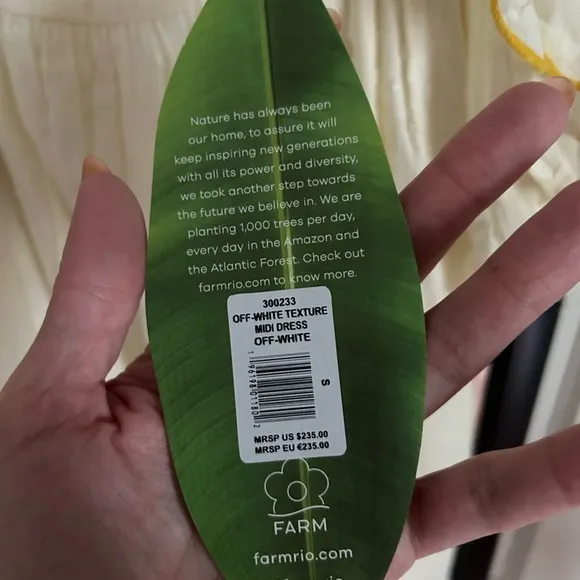 Nature has always been
our home, to assure it will
keep inspiring new generations
with all its power and diversity,
we took another step towards
the future we believe in. We are
planting 1,000 trees per day,
every day in the Amazon and
the Atlantic Forest. Check out
farmrio.com to know more.
300233
OFF-WHITE TEXTURE
MIDI DRESS
OFF-WHITE
S
MRSP US $235.00
MRSP EU €235.00
FARM
farmrio.com